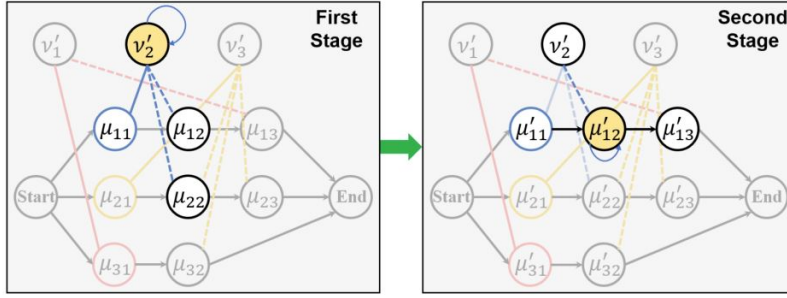 First
Stage
ν′₁ ν′₂ ν′₃
μ₁₁ μ₁₂ μ₁₃
Start μ₂₁ μ₂₂ μ₂₃ End
μ₃₁ μ₃₂
Second
Stage
ν′₁ ν′₂ ν′₃
μ′₁₁ μ′₁₂ μ′₁₃
Start μ′₂₁ μ′₂₂ μ′₂₃ End
μ′₃₁ μ′₃₂